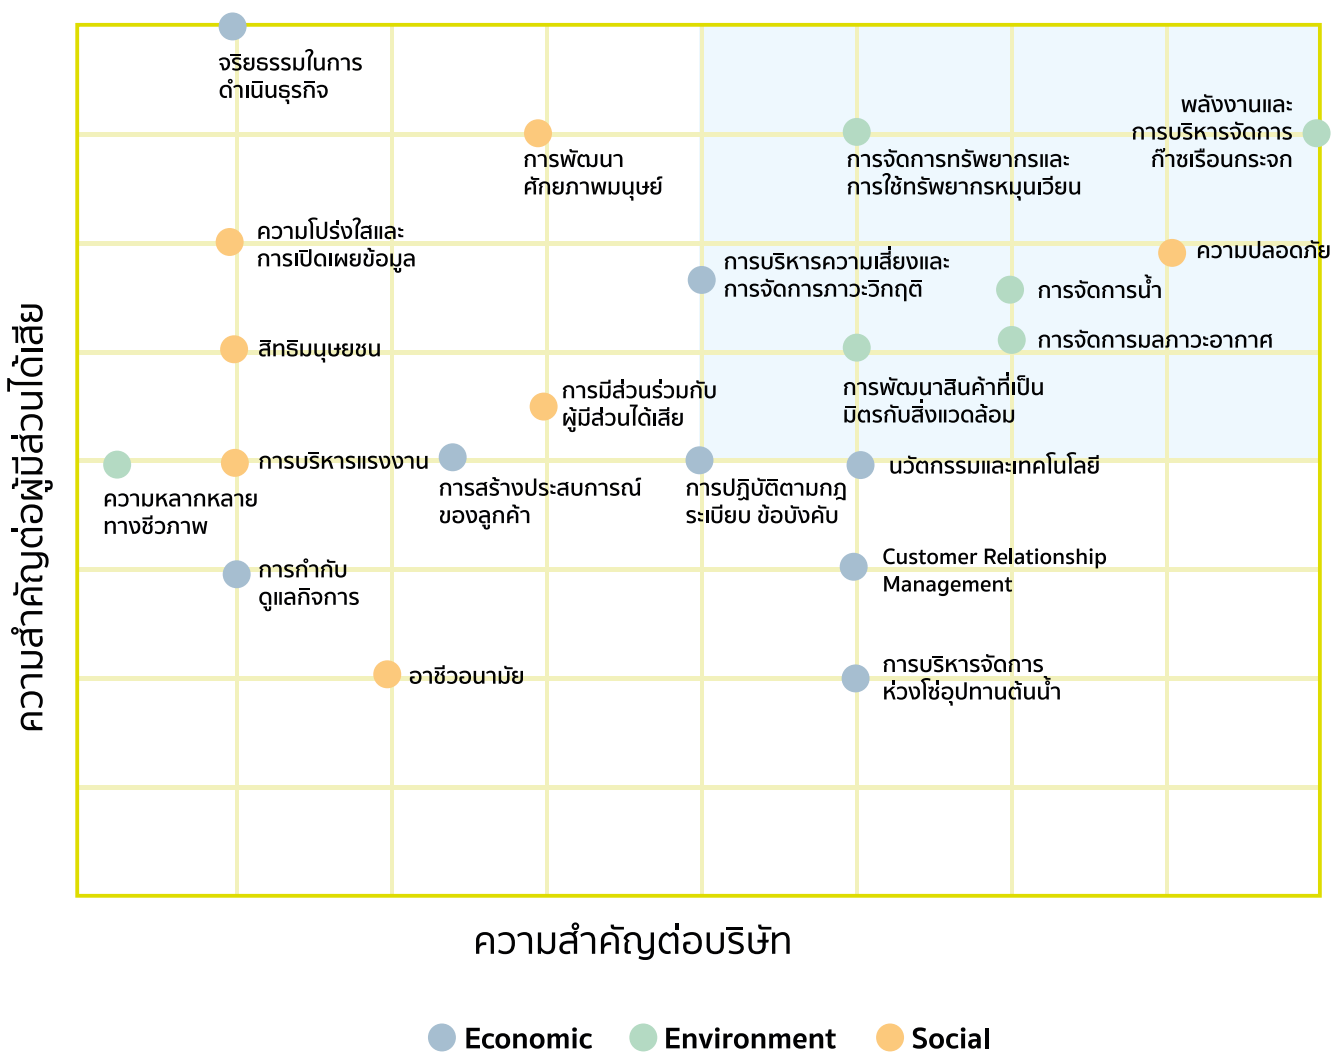 จริยธรรมในการ
ดำเนินธุรกิจ
พลังงานและ
การบริหารจัดการ
ก๊าซเรือนกระจก
การพัฒนา
ศักยภาพมนุษย์
การจัดการทรัพยากรและ
การใช้ทรัพยากรหมุนเวียน
ความโปร่งใสและ
การเปิดเผยข้อมูล
ความปลอดภัย
การบริหารความเสี่ยงและ
การจัดการภาวะวิกฤติ
การจัดการน้ำ
สิทธิมนุษยชน
การจัดการมลภาวะอากาศ
การมีส่วนร่วมกับ
ผู้มีส่วนได้เสีย
การพัฒนาสินค้าที่เป็น
มิตรกับสิ่งแวดล้อม
การบริหารแรงงาน
นวัตกรรมและเทคโนโลยี
ความหลากหลาย
ทางชีวภาพ
การสร้างประสบการณ์
ของลูกค้า
การปฏิบัติตามกฎ
ระเบียบ ข้อบังคับ
การกำกับ
ดูแลกิจการ
Customer Relationship
Management
อาชีวอนามัย
การบริหารจัดการ
ห่วงโซ่อุปทานต้นน้ำ
ความสำคัญต่อผู้มีส่วนได้เสีย
ความสำคัญต่อบริษัท
Economic
Environment
Social